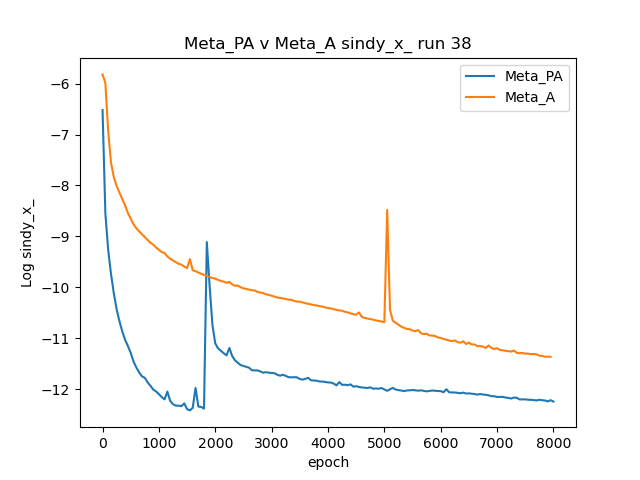 Meta_PA v Meta_A sindy_x_ run 38
Meta_PA
Meta_A
Log sindy_x_
−6
−7
−8
−9
−10
−11
−12
0 1000 2000 3000 4000 5000 6000 7000 8000
epoch